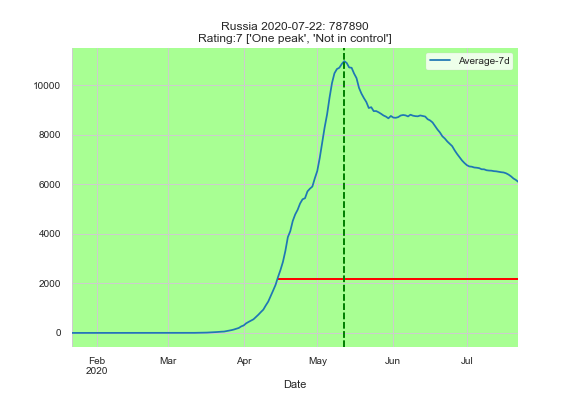 Russia 2020-07-22: 787890
Rating:7 ['One peak', 'Not in control']
Average-7d
10000
8000
6000
4000
2000
0
Feb
2020
Mar
Apr
May
Jun
Jul
Date